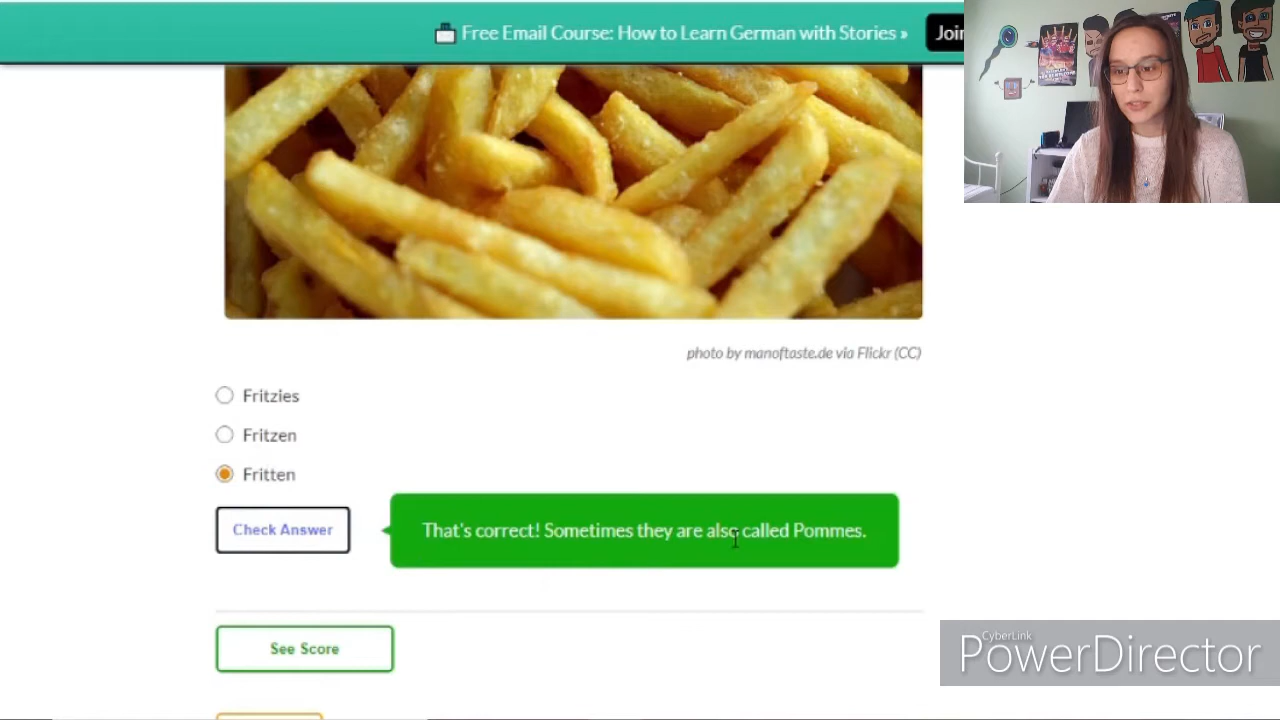 Free Email Course: How to Learn German with Stories »
Join
photo by manoftaste.de via Flickr (CC)
Fritzies
Fritzen
Fritten
Check Answer
That's correct! Sometimes they are also called Pommes.
See Score
CyberLink
PowerDirector